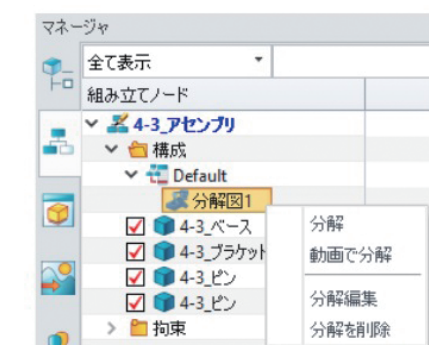 マネージャ
全て表示
組み立てノード
4-3_アセンブリ
構成
Default
分解図1
4-3_ベース
4-3_ブラケット
4-3_ピン
4-3_ピン
拘束
分解
動画で分解
分解編集
分解を削除